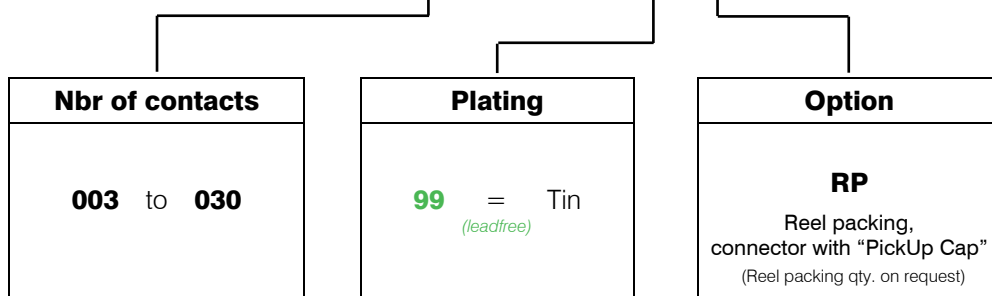 Nbr of contacts
003 to 030
Plating
99 = Tin
(leadfree)
Option
RP
Reel packing,
connector with “PickUp Cap”
(Reel packing qty. on request)